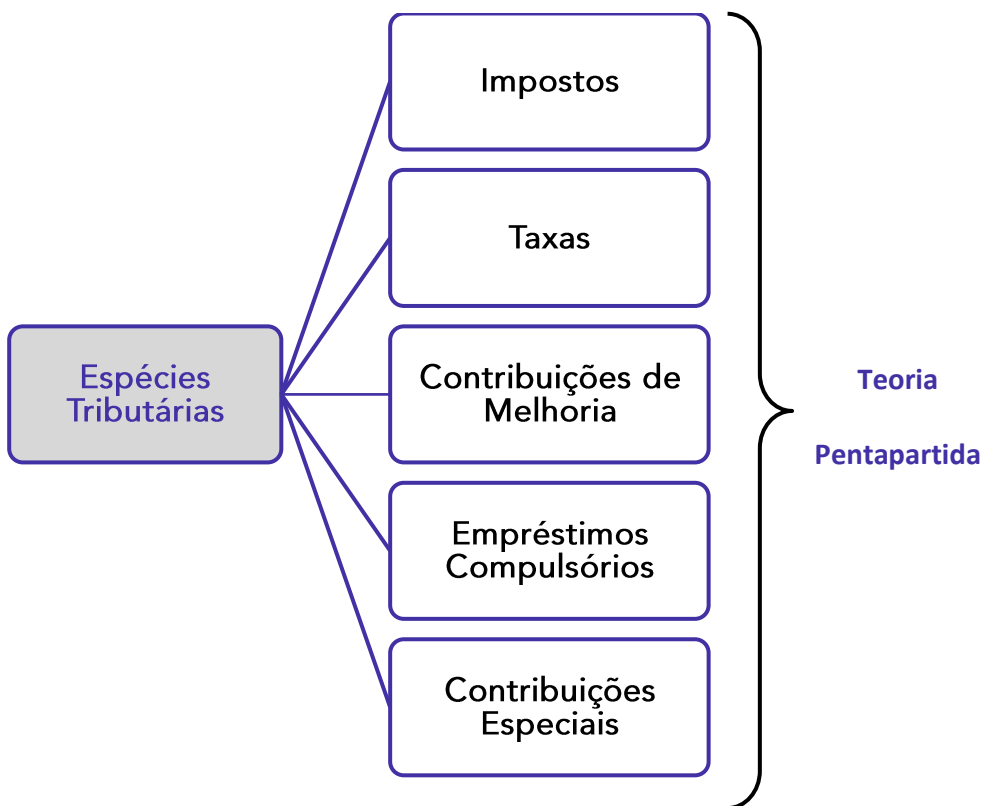 Espécies
Tributárias
Impostos
Taxas
Contribuições de
Melhoria
Empréstimos
Compulsórios
Contribuições
Especiais
Teoria
Pentapartida